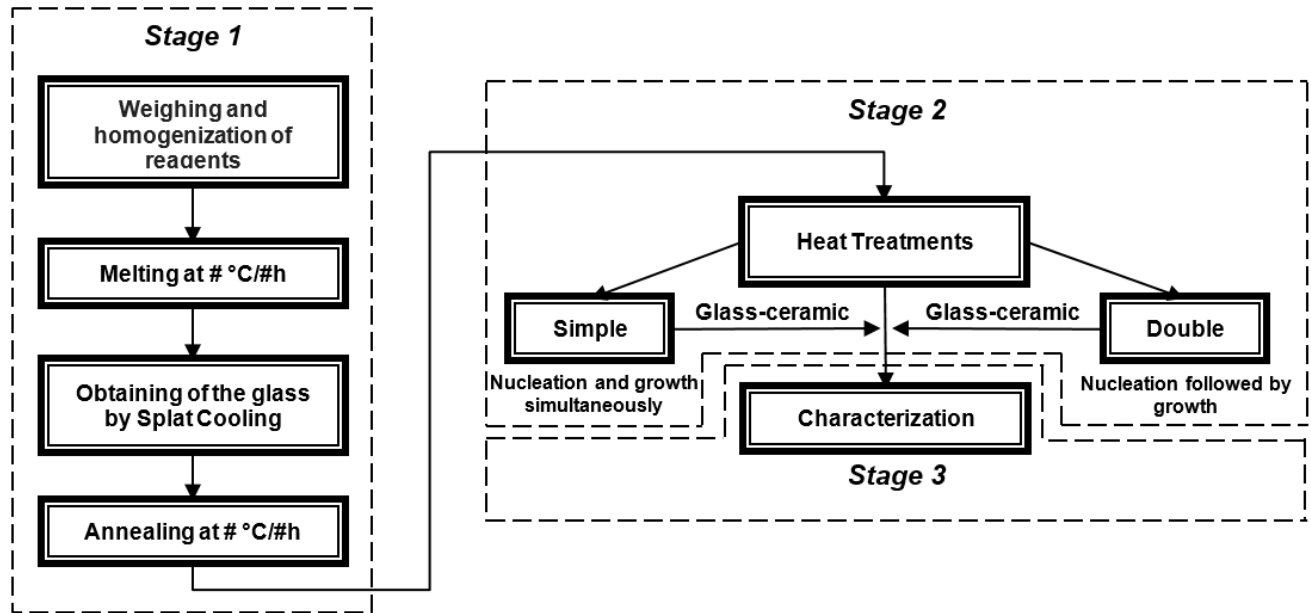 Stage 1
Weighing and
homogenization of
reagents
Melting at # °C/#h
Obtaining of the glass
by Splat Cooling
Annealing at # °C/#h
Stage 2
Heat Treatments
Simple
Glass-ceramic
Glass-ceramic
Double
Nucleation and growth
simultaneously
Nucleation followed by
growth
Characterization
Stage 3